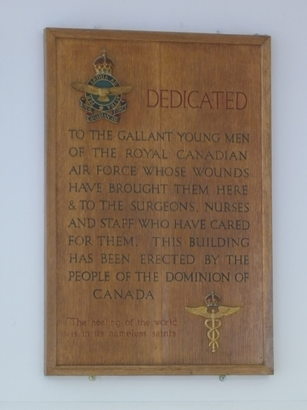 DEDICATED
TO THE GALLANT YOUNG MEN
OF THE ROYAL CANADIAN
AIR FORCE WHOSE WOUNDS
HAVE BROUGHT THEM HERE
& TO THE SURGEONS, NURSES
AND STAFF WHO HAVE CARED
FOR THEM. THIS BUILDING
HAS BEEN ERECTED BY THE
PEOPLE OF THE DOMINION OF
CANADA
"The healing of the world
is in its nameless saints"